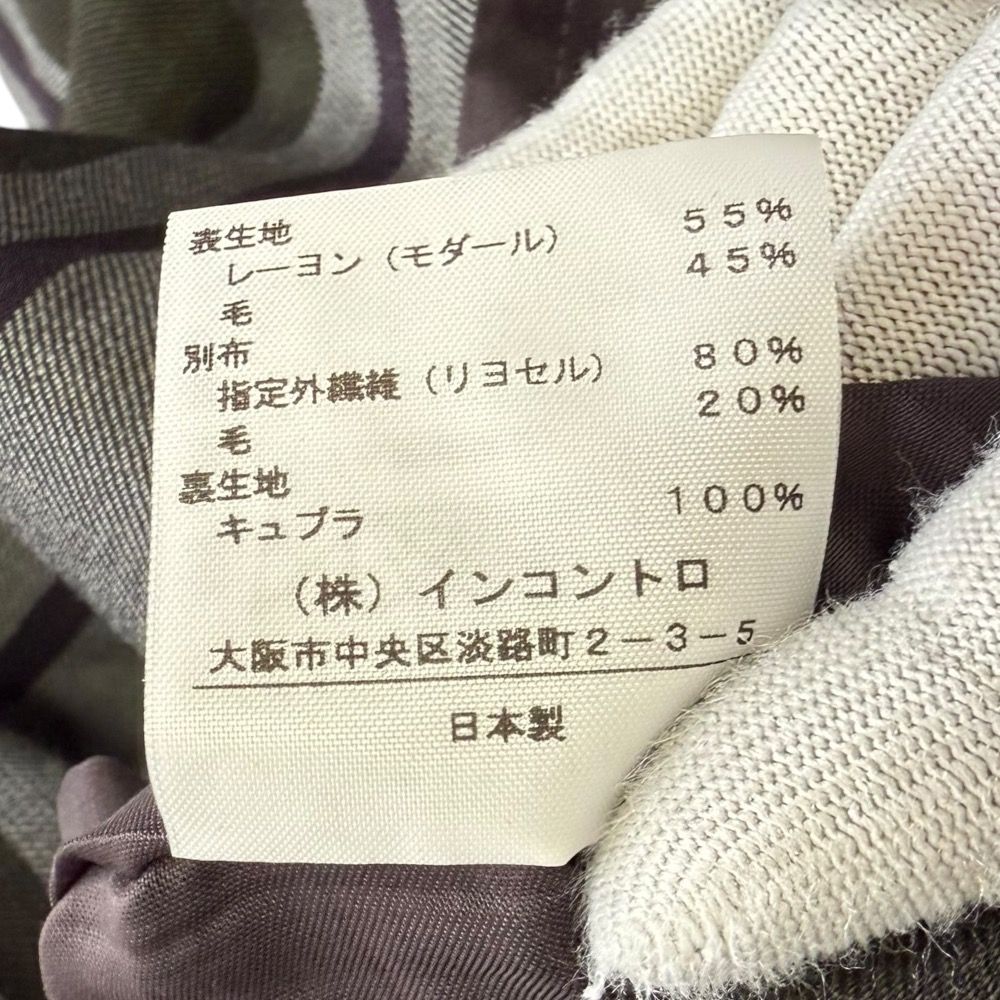 表生地
レーヨン（モダール） 55%
毛 45%
別布
指定外繊維（リヨセル） 80%
毛 20%
裏生地
キュプラ 100%
（株）インコントロ
大阪市中央区淡路町2-3-5
日本製